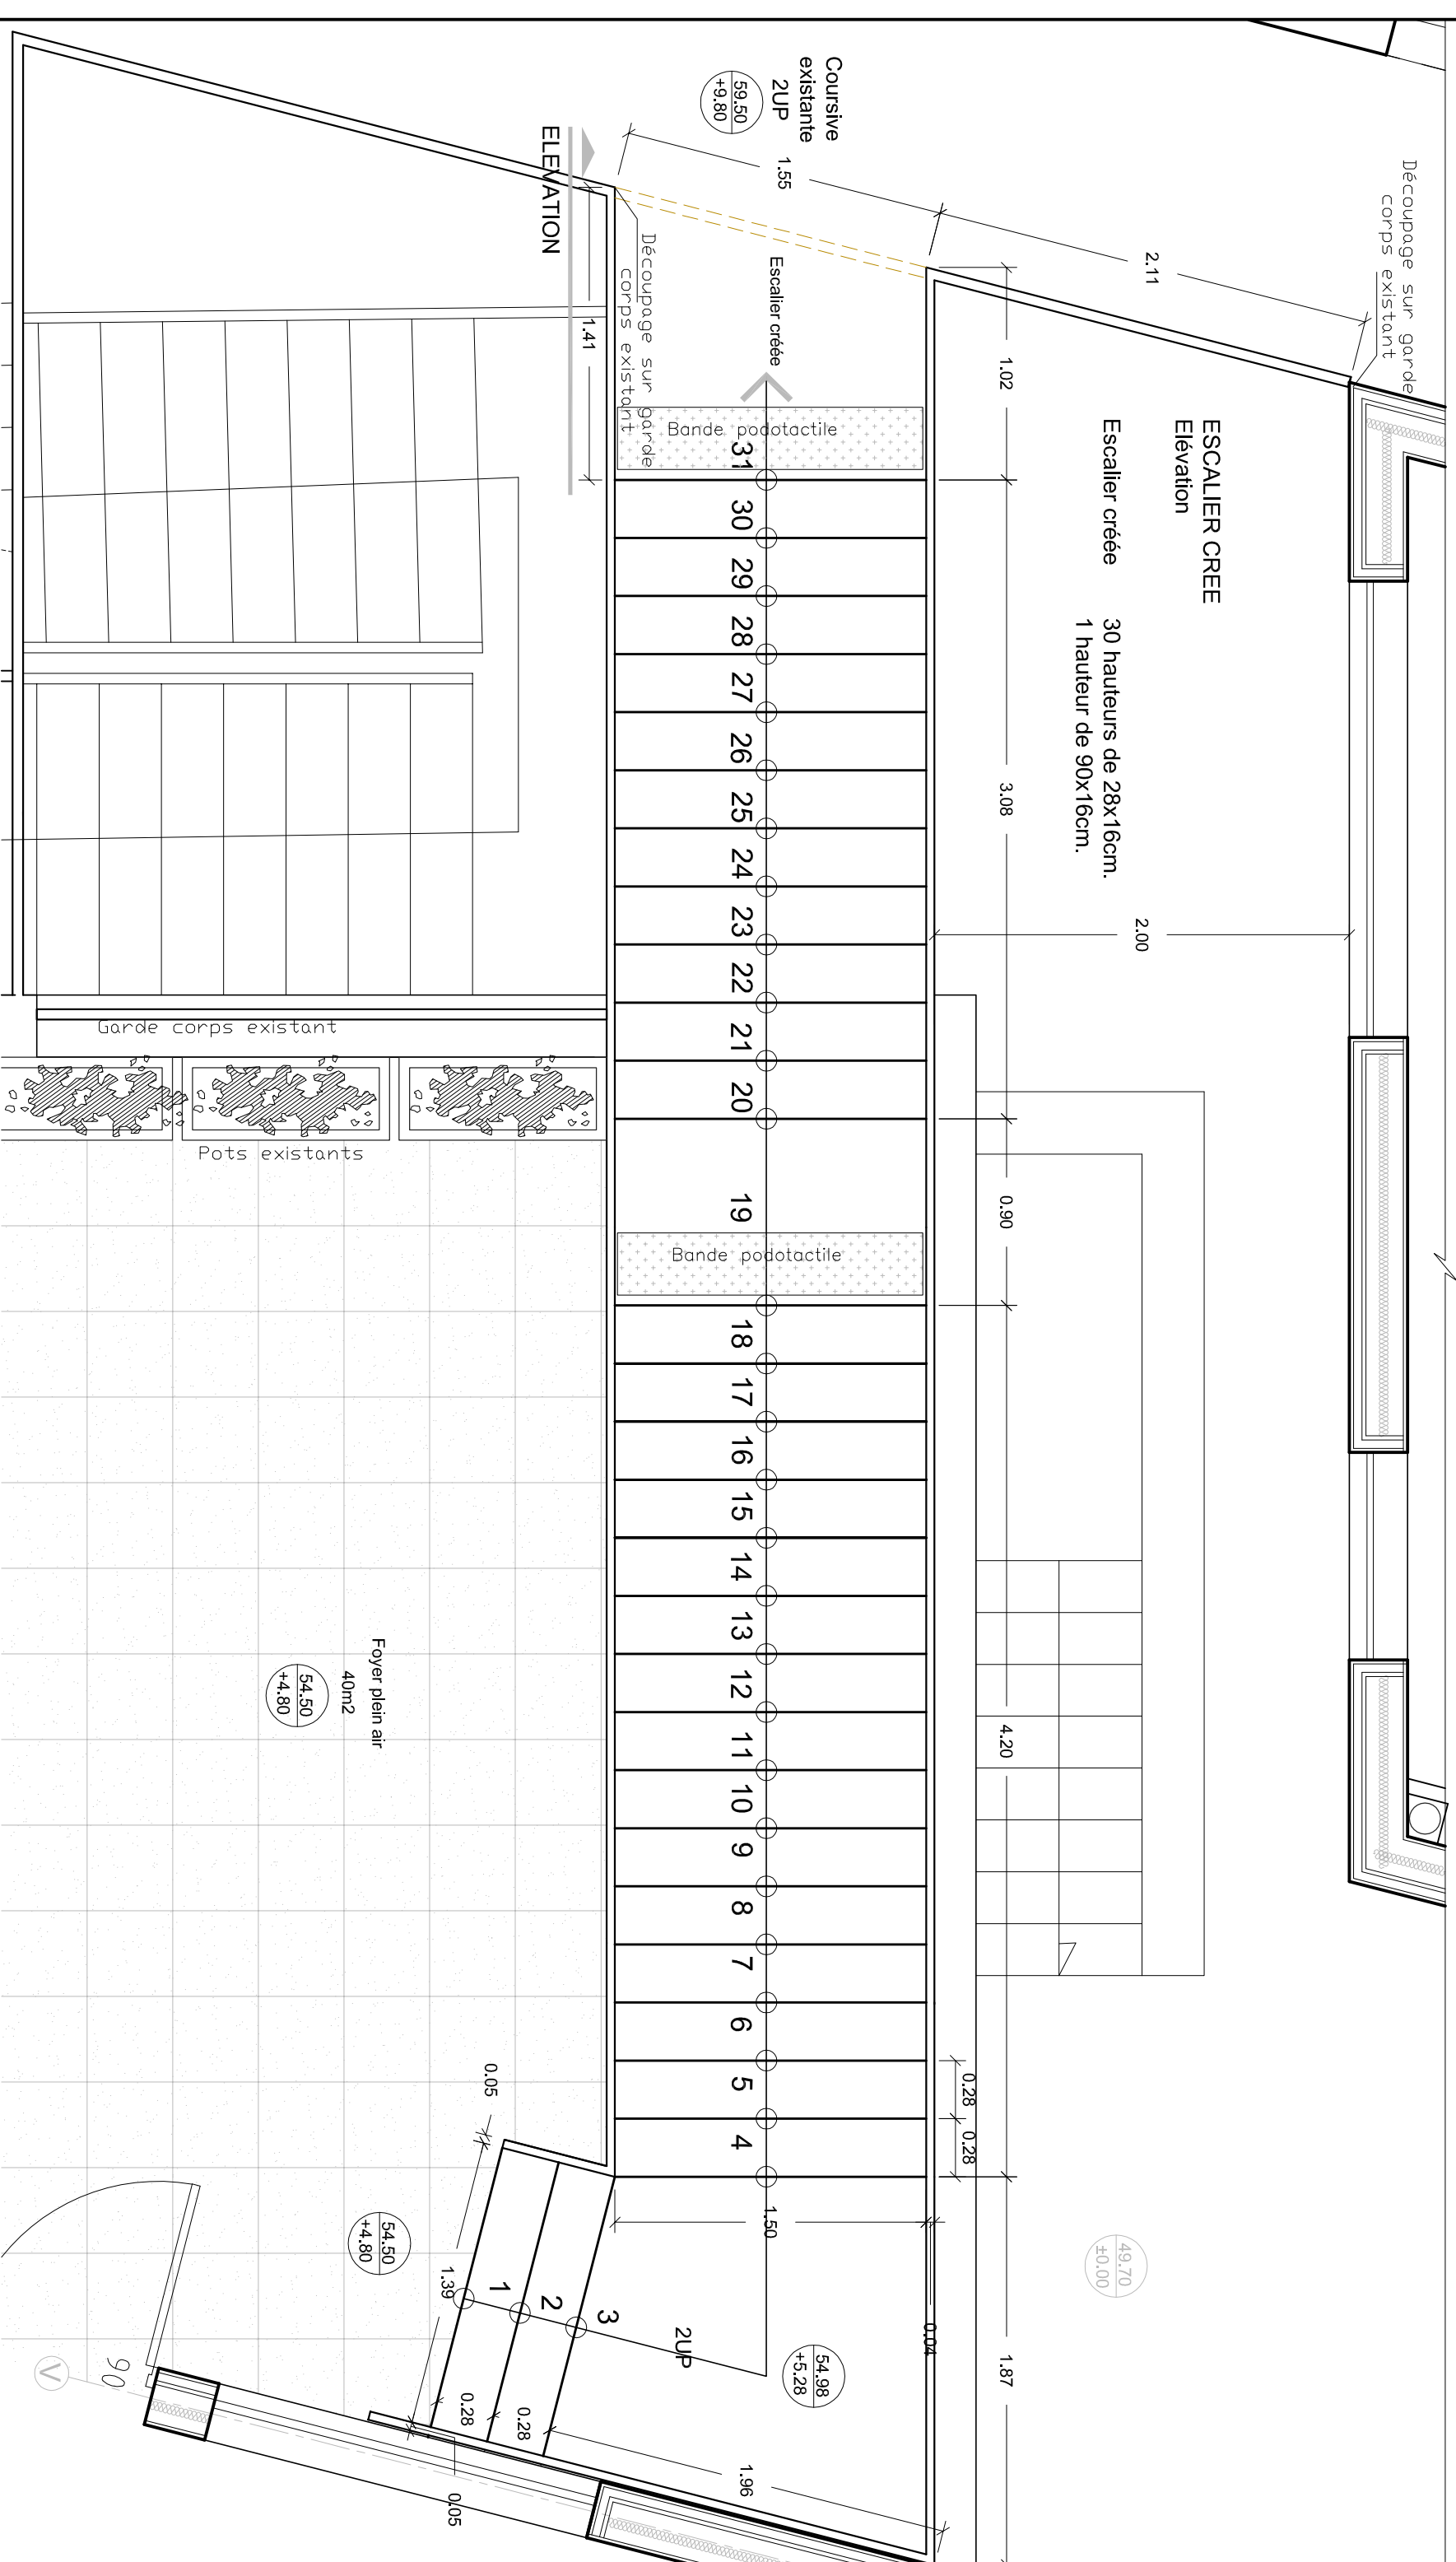 Découpage sur garde
corps existant
2.11
Coursive
existante
2UP
59.50
+9.80
1.55
ELEVATION
Découpage sur garde
corps existant
1.41
Escalier créée
1.02
ESCALIER CREE
Elévation
Escalier créée
30 hauteurs de 28x16cm.
1 hauteur de 90x16cm.
Bande podotactile
31
30
29
28
27
26
25
24
23
22
21
20
3.08
2.00
Garde corps existant
Pots existants
19
0.90
Bande podotactile
18
17
16
15
14
13
12
11
10
9
8
7
6
5
4
4.20
Foyer plein air
40m2
54.50
+4.80
0.28
0.28
0.05
1.50
0.04
49.70
±0.00
54.50
+4.80
1.39
1
2
3
2UP
54.98
+5.28
1.87
0.28
0.28
1.96
0.05
90
V